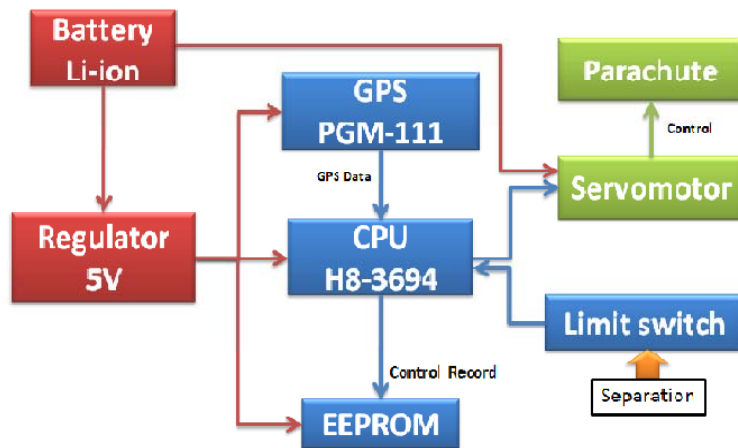 Battery
Li-ion
GPS
PGM-111
Parachute
Control
GPS Data
Servomotor
Regulator
5V
CPU
H8-3694
Limit switch
Control Record
Separation
EEPROM